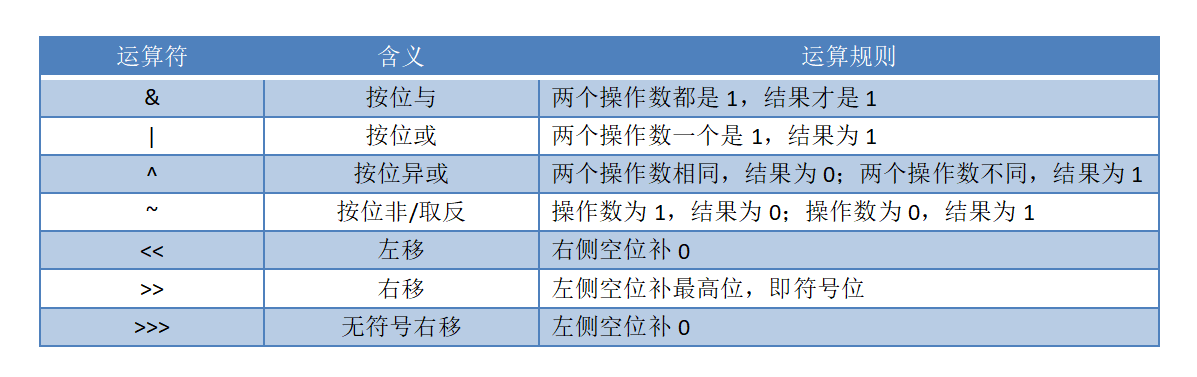 运算符 含义 运算规则
& 按位与 两个操作数都是 1，结果才是 1
| 按位或 两个操作数一个是 1，结果为 1
^ 按位异或 两个操作数相同，结果为 0；两个操作数不同，结果为 1
~ 按位非/取反 操作数为 1，结果为 0；操作数为 0，结果为 1
<< 左移 右侧空位补 0
>> 右移 左侧空位补最高位，即符号位
>>> 无符号右移 左侧空位补 0